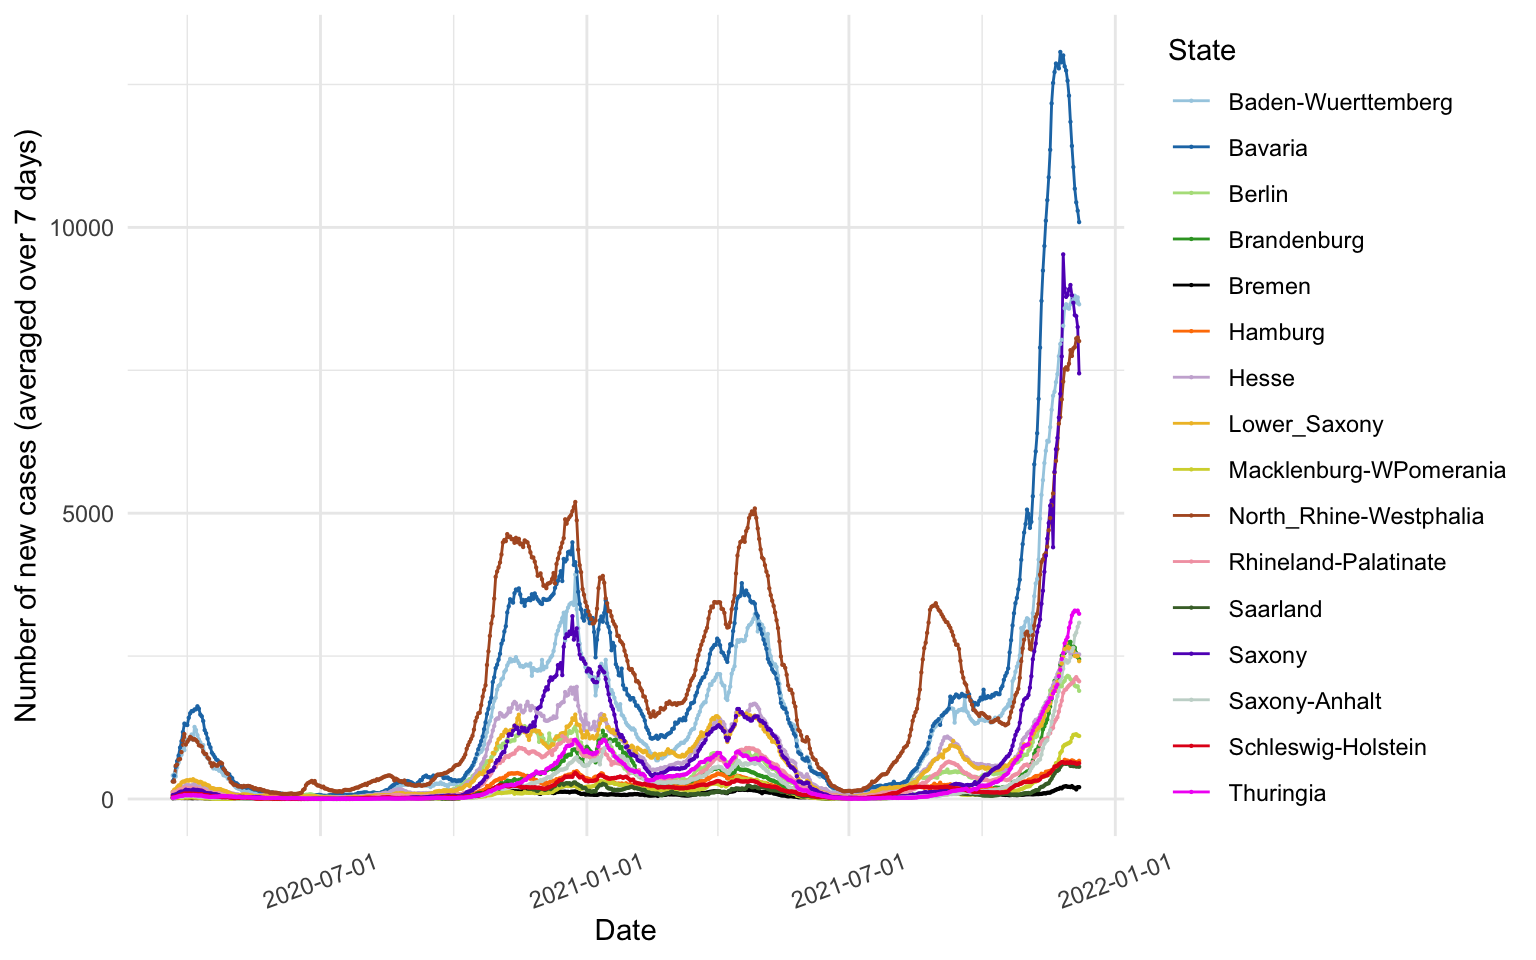 State
Baden-Wuerttemberg
Bavaria
Berlin
Brandenburg
Bremen
Hamburg
Hesse
Lower_Saxony
Macklenburg-WPomerania
North_Rhine-Westphalia
Rhineland-Palatinate
Saarland
Saxony
Saxony-Anhalt
Schleswig-Holstein
Thuringia
Number of new cases (averaged over 7 days)
10000
5000
0
2020-07-01
2021-01-01
2021-07-01
2022-01-01
Date